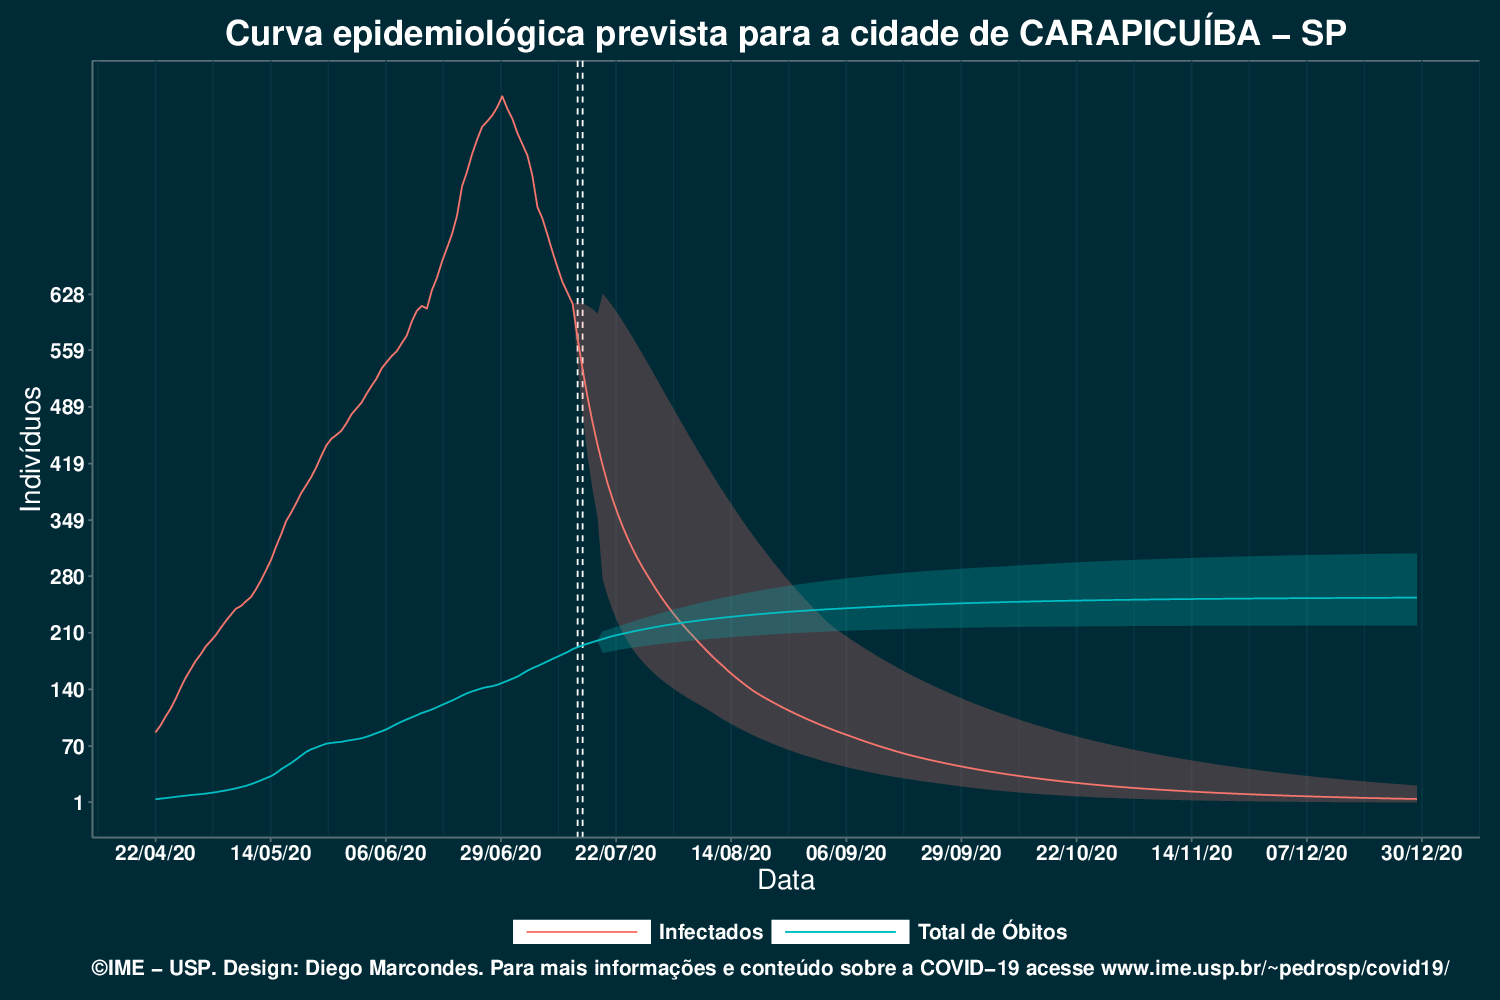 Curva epidemiológica prevista para a cidade de CARAPICUÍBA – SP
Indivíduos
628
559
489
419
349
280
210
140
70
1
22/04/20 14/05/20 06/06/20 29/06/20 22/07/20 14/08/20 06/09/20 29/09/20 22/10/20 14/11/20 07/12/20 30/12/20
Data
Infectados Total de Óbitos
©IME – USP. Design: Diego Marcondes. Para mais informações e conteúdo sobre a COVID–19 acesse www.ime.usp.br/~pedrosp/covid19/